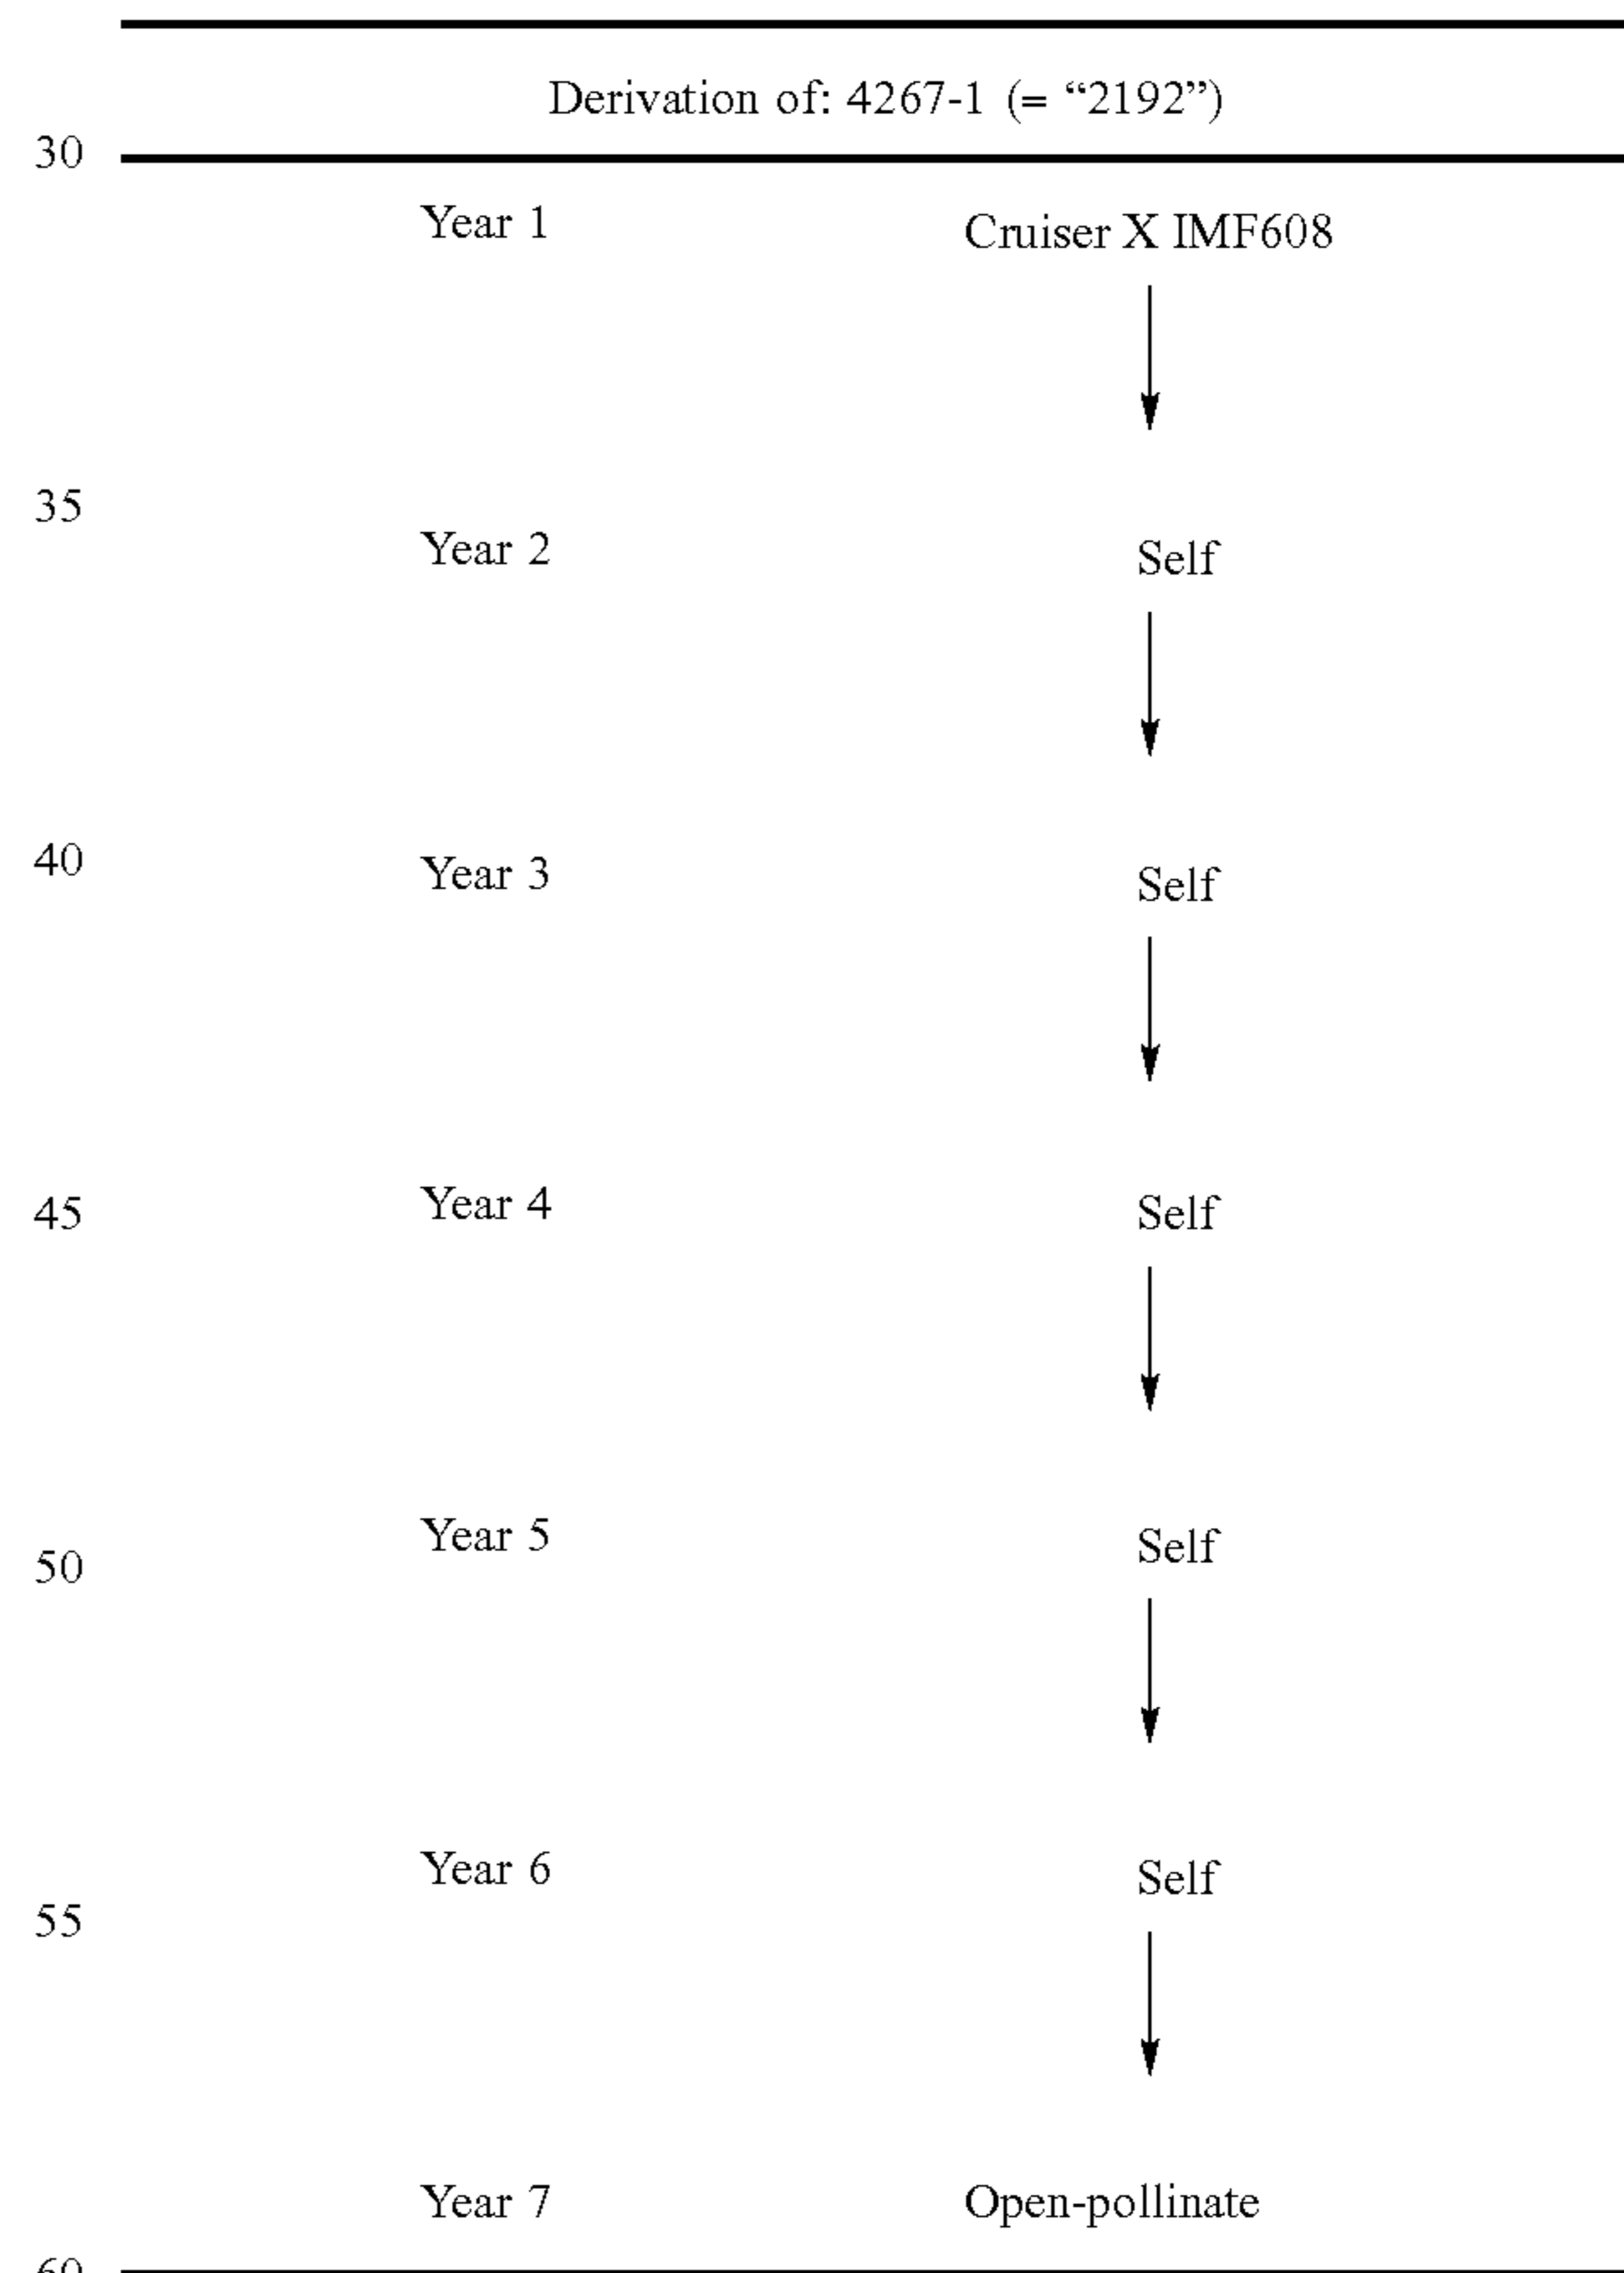 Derivation of: 4267-1 (= “2192”)
30
Year 1 Cruiser X IMF608
35
Year 2 Self
40
Year 3 Self
45
Year 4 Self
Year 5 Self
50
Year 6 Self
55
Year 7 Open-pollinate
60